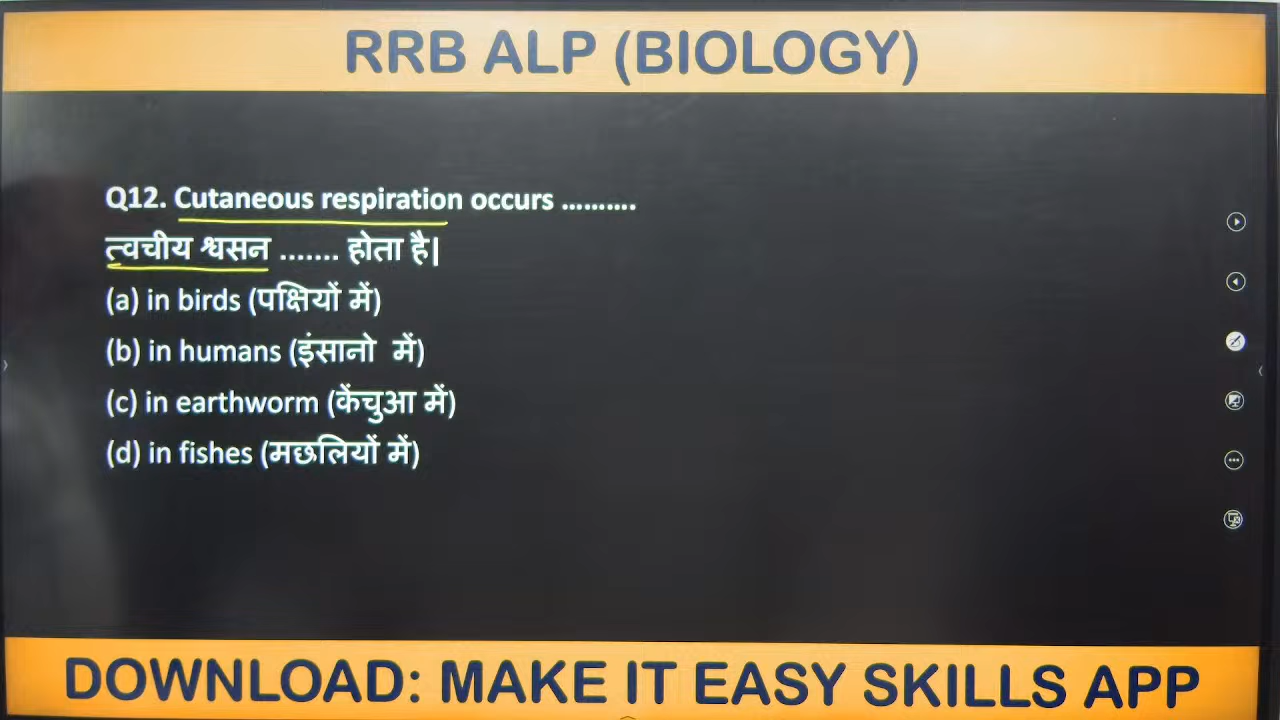 RRB ALP (BIOLOGY)
Q12. Cutaneous respiration occurs ……….
त्वचीय श्वसन ....... होता है|
(a) in birds (पक्षियों में)
(b) in humans (इंसानो में)
(c) in earthworm (केंचुआ में)
(d) in fishes (मछलियों में)
DOWNLOAD: MAKE IT EASY SKILLS APP